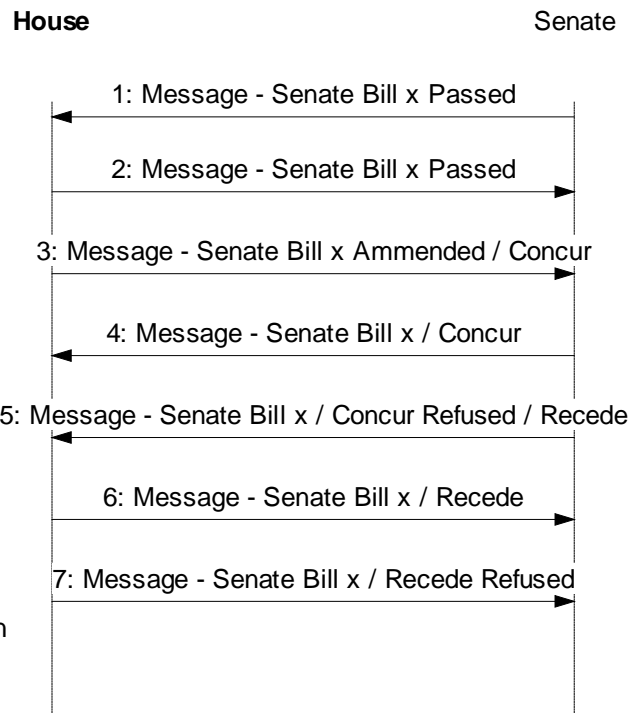 House Senate
1: Message - Senate Bill x Passed
2: Message - Senate Bill x Passed
3: Message - Senate Bill x Ammended / Concur
4: Message - Senate Bill x / Concur
5: Message - Senate Bill x / Concur Refused / Recede
6: Message - Senate Bill x / Recede
7: Message - Senate Bill x / Recede Refused